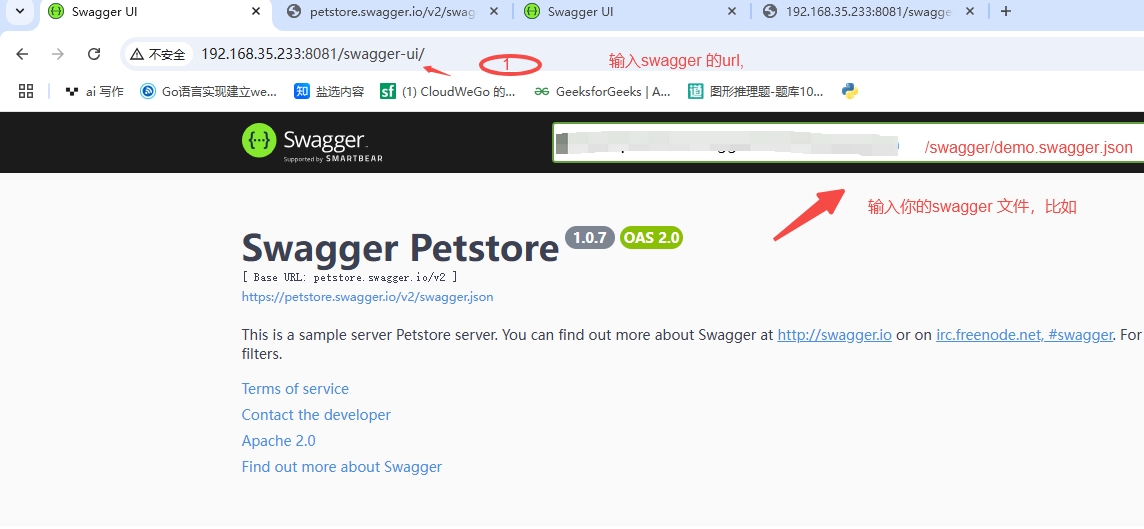 Swagger UI
petstore.swagger.io/v2/swag
Swagger UI
192.168.35.233:8081/swagge
不安全
192.168.35.233:8081/swagger-ui/
1
输入swagger 的url,
ai 写作
Go语言实现建立we...
知
盐选内容
sf
(1) CloudWeGo 的...
GeeksforGeeks | A...
道
图形推理题-题库10...
Swagger
Supported by SMARTBEAR
/swagger/demo.swagger.json
输入你的swagger 文件，比如
Swagger Petstore 1.0.7 OAS 2.0
[ Base URL: petstore.swagger.io/v2 ]
https://petstore.swagger.io/v2/swagger.json
This is a sample server Petstore server. You can find out more about Swagger at http://swagger.io or on irc.freenode.net, #swagger. For
filters.
Terms of service
Contact the developer
Apache 2.0
Find out more about Swagger